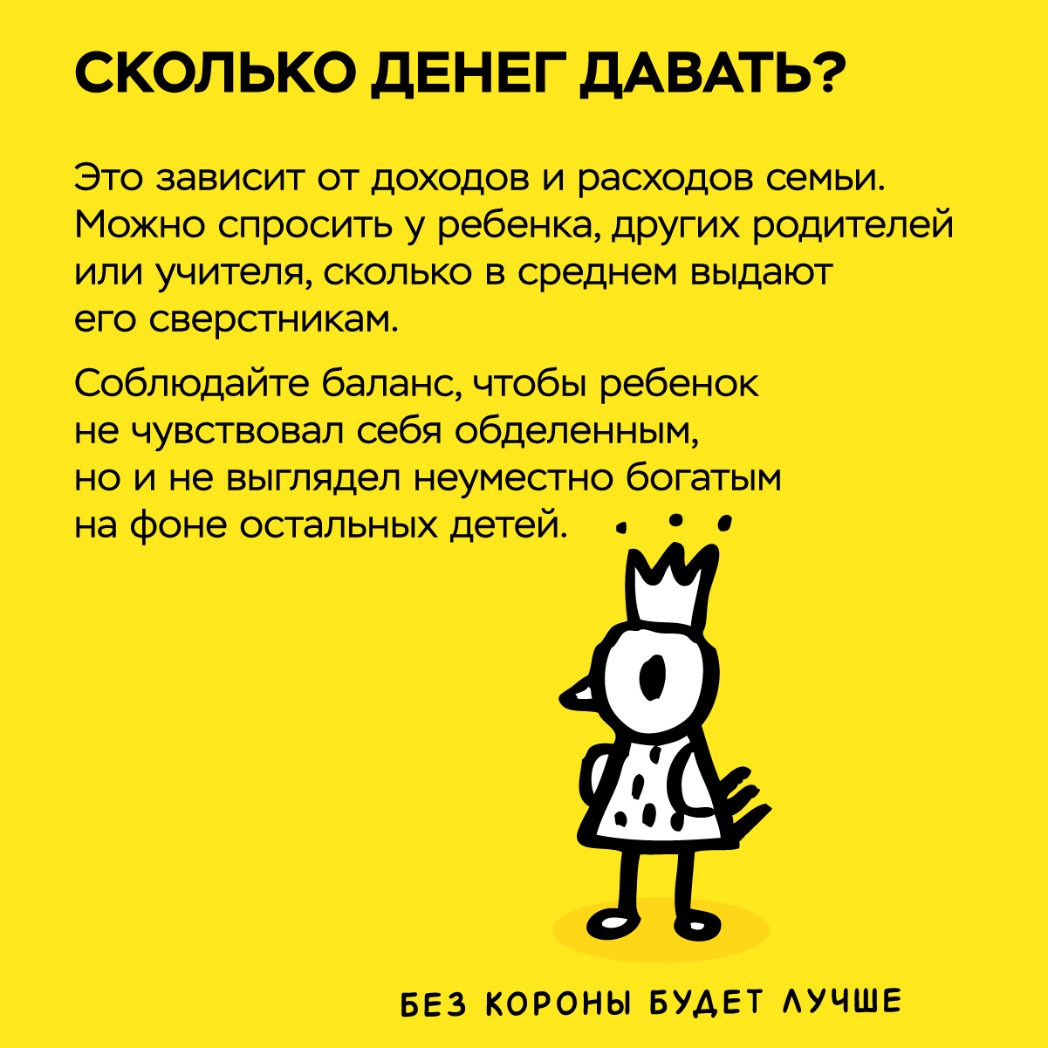 СКОЛЬКО ДЕНЕГ ДАВАТЬ?
Это зависит от доходов и расходов семьи.
Можно спросить у ребенка, других родителей
или учителя, сколько в среднем выдают
его сверстникам.
Соблюдайте баланс, чтобы ребенок
не чувствовал себя обделенным,
но и не выглядел неуместно богатым
на фоне остальных детей.
БЕЗ КОРОНЫ БУДЕТ ЛУЧШЕ